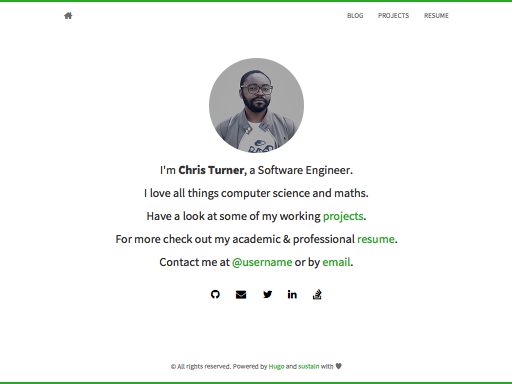 BLOG PROJECTS RESUME
I'm Chris Turner, a Software Engineer.
I love all things computer science and maths.
Have a look at some of my working projects.
For more check out my academic & professional resume.
Contact me at @username or by email.
© All rights reserved. Powered by Hugo and sustain with ♥